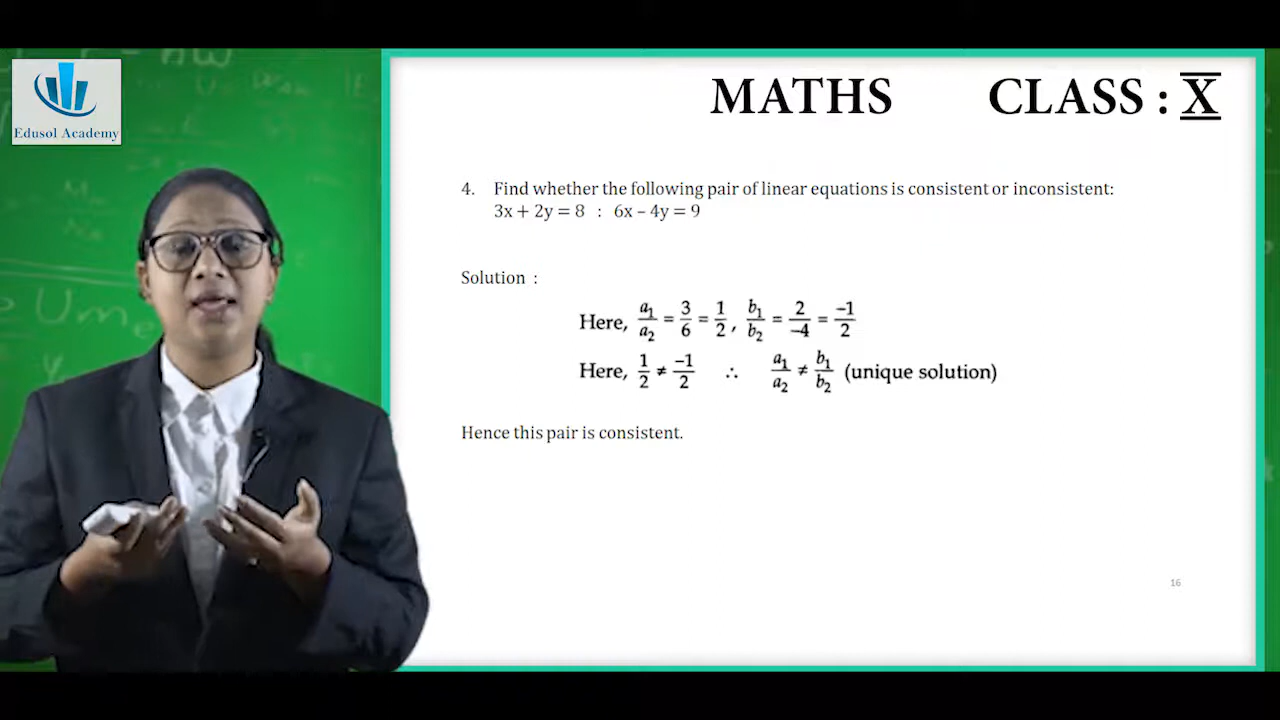 Edusol Academy
MATHS CLASS : X
4. Find whether the following pair of linear equations is consistent or inconsistent:
3x + 2y = 8 : 6x – 4y = 9
Solution :
Here, a₁/a₂ = 3/6 = 1/2, b₁/b₂ = 2/–4 = –1/2
Here, 1/2 ≠ –1/2 ∴ a₁/a₂ ≠ b₁/b₂ (unique solution)
Hence this pair is consistent.
16